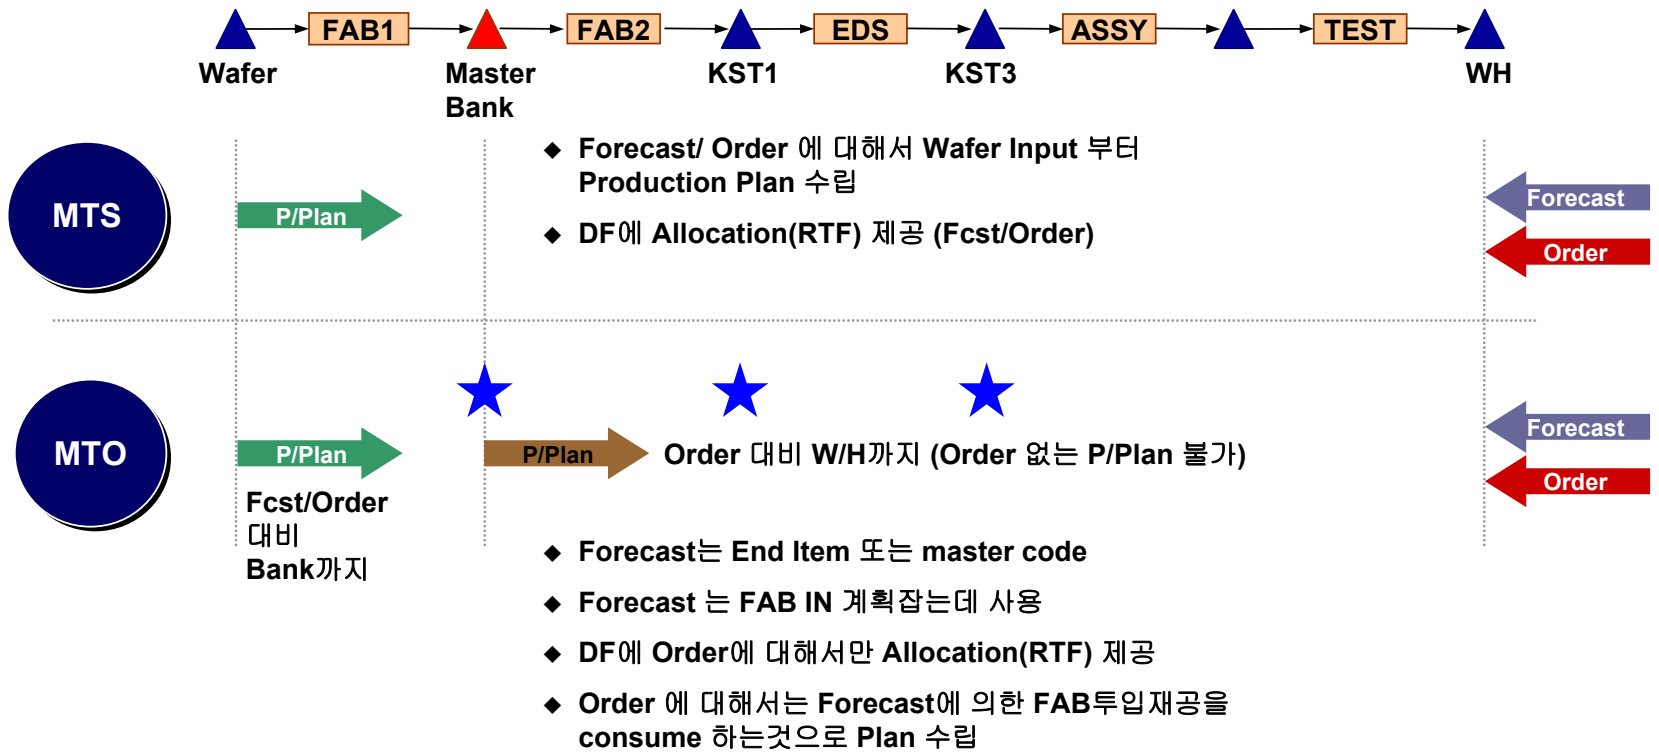 FAB1
FAB2
EDS
ASSY
TEST
Wafer
Master
Bank
KST1
KST3
WH
MTS
P/Plan
◆ Forecast/ Order 에 대해서 Wafer Input 부터
Production Plan 수립
◆ DF에 Allocation(RTF) 제공 (Fcst/Order)
Forecast
Order
MTO
P/Plan
Fcst/Order
대비
Bank까지
P/Plan
Order 대비 W/H까지 (Order 없는 P/Plan 불가)
Forecast
Order
◆ Forecast는 End Item 또는 master code
◆ Forecast 는 FAB IN 계획잡는데 사용
◆ DF에 Order에 대해서만 Allocation(RTF) 제공
◆ Order 에 대해서는 Forecast에 의한 FAB투입재공을
consume 하는것으로 Plan 수립